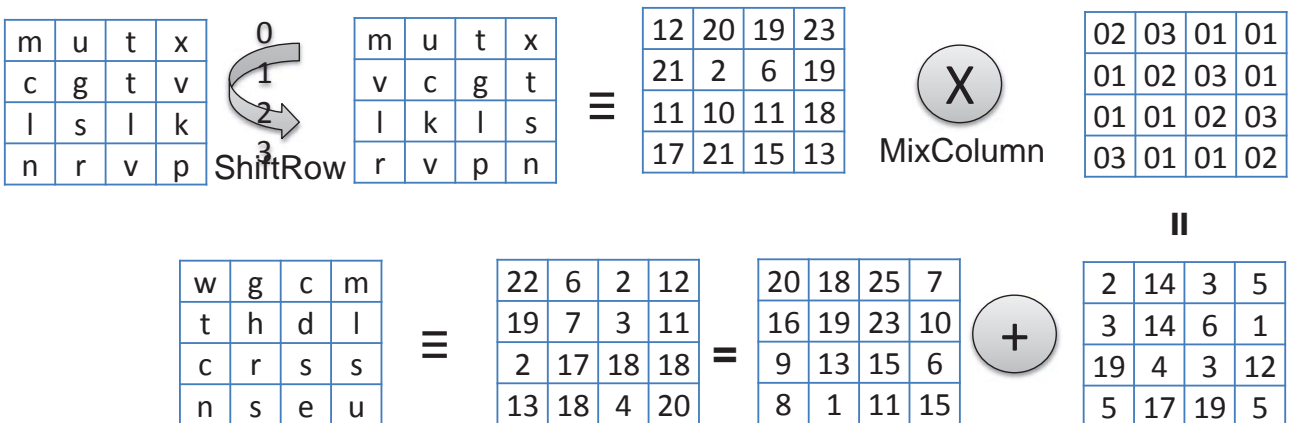 m u t x 0 m u t x 12 20 19 23 02 03 01 01
c g t v 1 v c g t 21 2 6 19 01 02 03 01
l s l k 2 l k l s ≡ 11 10 11 18 X 01 01 02 03
n r v p 3 r v p n 17 21 15 13 03 01 01 02
ShiftRow MixColumn
=
w g c m 22 6 2 12 20 18 25 7 2 14 3 5
t h d l 19 7 3 11 16 19 23 10 3 14 6 1
c r s s ≡ 2 17 18 18 = 9 13 15 6 + 19 4 3 12
n s e u 13 18 4 20 8 1 11 15 5 17 19 5